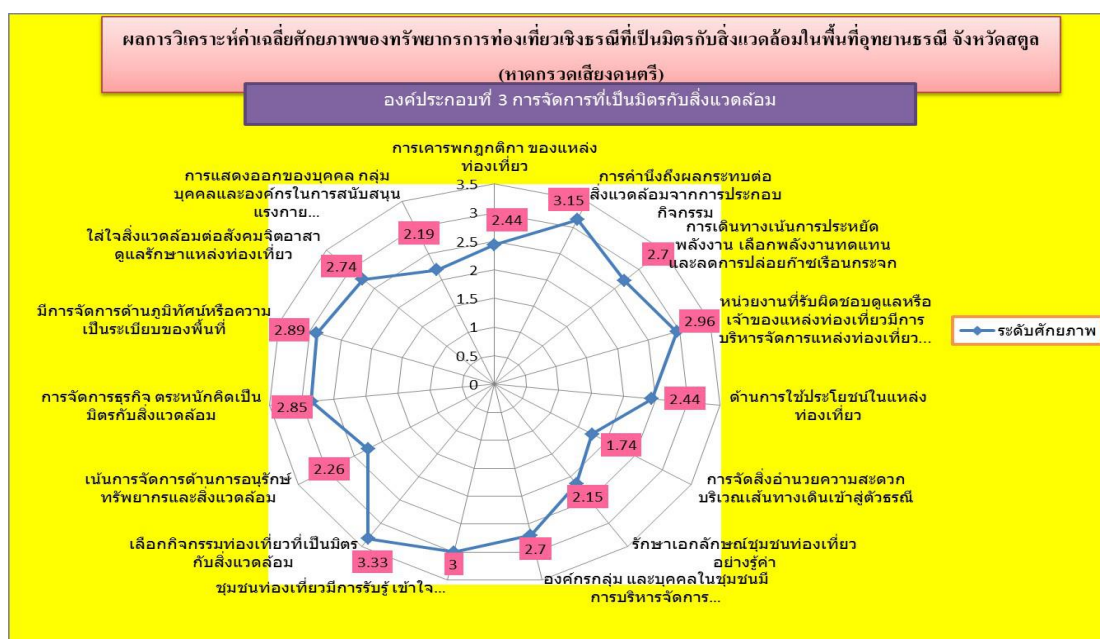 ผลการวิเคราะห์ค่าเฉลี่ยศักยภาพของทรัพยากรการท่องเที่ยวเชิงธรณีที่เป็นมิตรกับสิ่งแวดล้อมในพื้นที่อุทยานธรณี จังหวัดสตูล
(หาดกรวดเสียงดนตรี)
องค์ประกอบที่ 3 การจัดการที่เป็นมิตรกับสิ่งแวดล้อม
การเคารพกฎกติกา ของแหล่ง
ท่องเที่ยว
การคำนึงถึงผลกระทบต่อ
สิ่งแวดล้อมจากการประกอบ
กิจกรรม
การเดินทางเน้นการประหยัด
พลังงาน เลือกพลังงานทดแทน
และลดการปล่อยก๊าซเรือนกระจก
หน่วยงานที่รับผิดชอบดูแลหรือ
เจ้าของแหล่งท่องเที่ยวมีการ
บริหารจัดการแหล่งท่องเที่ยว...
ด้านการใช้ประโยชน์ในแหล่ง
ท่องเที่ยว
การจัดสิ่งอำนวยความสะดวก
บริเวณเส้นทางเดินเข้าสู่ตัวธรณี
รักษาเอกลักษณ์ชุมชนท่องเที่ยว
อย่างรู้ค่า
องค์กรกลุ่ม และบุคคลในชุมชนมี
การบริหารจัดการ...
ชุมชนท่องเที่ยวมีการรับรู้ เข้าใจ...
เลือกกิจกรรมท่องเที่ยวที่เป็นมิตร
กับสิ่งแวดล้อม
เน้นการจัดการด้านการอนุรักษ์
ทรัพยากรและสิ่งแวดล้อม
การจัดการธุรกิจ ตระหนักคิดเป็น
มิตรกับสิ่งแวดล้อม
มีการจัดการด้านภูมิทัศน์หรือความ
เป็นระเบียบของพื้นที่
ใส่ใจสิ่งแวดล้อมต่อสังคมจิตอาสา
ดูแลรักษาแหล่งท่องเที่ยว
การแสดงออกของบุคคล กลุ่ม
บุคคลและองค์กรในการสนับสนุน
แรงกาย...
3.5
3
2.5
2
1.5
1
0.5
0
2.44
3.15
2.7
2.96
2.44
1.74
2.15
2.7
3
3.33
2.26
2.85
2.89
2.74
2.19
ระดับศักยภาพ